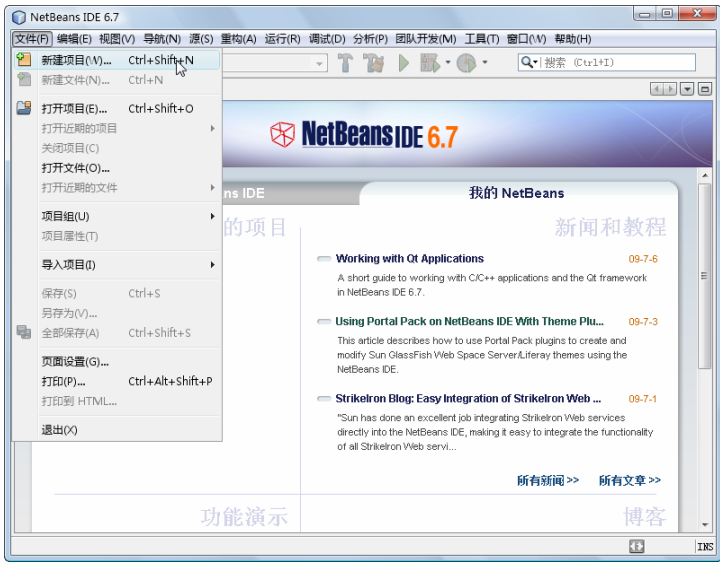 NetBeans IDE 6.7
文件(F) 编辑(E) 视图(V) 导航(N) 源(S) 重构(A) 运行(R) 调试(D) 分析(P) 团队开发(M) 工具(T) 窗口(W) 帮助(H)
新建项目(W)... Ctrl+Shift+N
搜索 (Ctrl+I)
新建文件(N)... Ctrl+N
打开项目(E)... Ctrl+Shift+O
打开近期的项目
关闭项目(C)
打开文件(O)...
打开近期的文件
项目组(U)
项目属性(T)
导入项目(I)
保存(S) Ctrl+S
另存为(V)...
全部保存(A) Ctrl+Shift+S
页面设置(G)...
打印(P)... Ctrl+Alt+Shift+P
打印到 HTML...
退出(X)
NetBeans IDE 6.7
ns IDE
我的 NetBeans
的项目
新闻和教程
Working with Qt Applications 09-7-6
A short guide to working with C/C++ applications and the Qt framework
in NetBeans IDE 6.7.
Using Portal Pack on NetBeans IDE With Theme Plu... 09-7-3
This article describes how to use Portal Pack plugins to create and
modify Sun GlassFish Web Space Server/Liferay themes using the
NetBeans IDE.
StrikeIron Blog: Easy Integration of StrikeIron Web ... 09-7-1
"Sun has done an excellent job integrating StrikeIron Web services
directly into the NetBeans IDE, making it easy to integrate the functionality
of all StrikeIron Web servi...
所有新闻 >> 所有文章 >>
功能演示
博客
INS